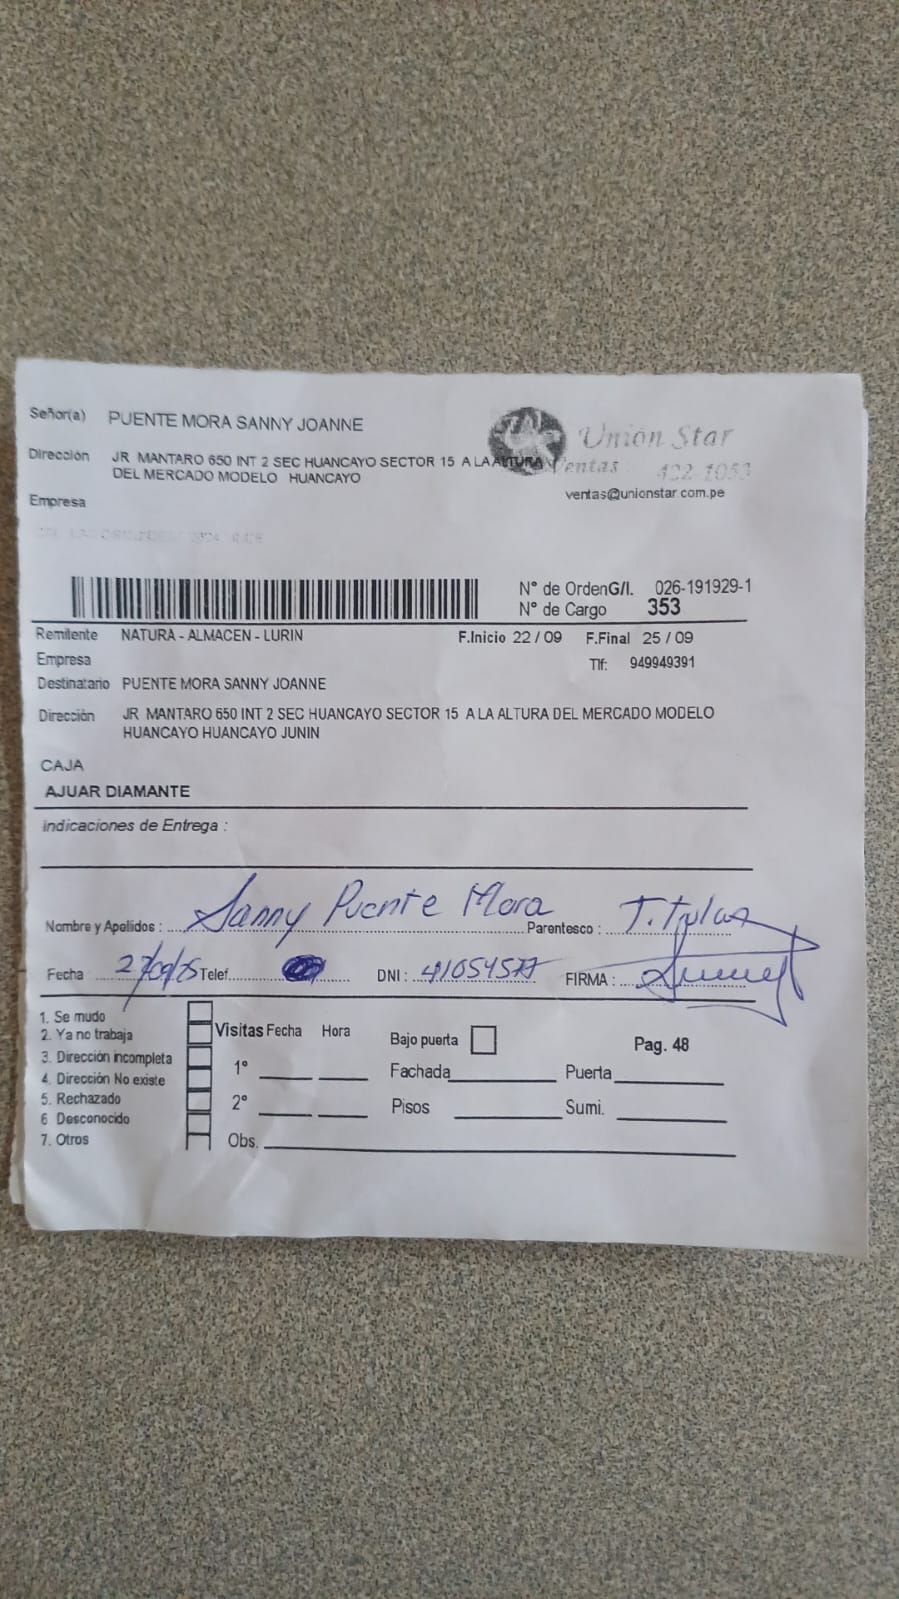 Señor(a) PUENTE MORA SANNY JOANNE
Unión Star
Dirección JR MANTARO 650 INT 2 SEC HUANCAYO SECTOR 15 A LA ALTURA
DEL MERCADO MODELO HUANCAYO
Ventas 422-1053
ventas@unionstar.com.pe
Empresa
N° de OrdenG/I. 026-191929-1
N° de Cargo 353
Remitente NATURA - ALMACEN - LURIN F.Inicio 22 / 09 F.Final 25 / 09
Empresa Tlf: 949949391
Destinatario PUENTE MORA SANNY JOANNE
Dirección JR MANTARO 650 INT 2 SEC HUANCAYO SECTOR 15 A LA ALTURA DEL MERCADO MODELO
HUANCAYO HUANCAYO JUNIN
CAJA
AJUAR DIAMANTE
Indicaciones de Entrega :
Nombre y Apelidos : Sanny Puente Mora Parentesco : Titular
Fecha 27/09/25 Telef. DNI : 41054577 FIRMA :
1. Se mudo
2. Ya no trabaja Visitas Fecha Hora Bajo puerta Pag. 48
3. Dirección incompleta 1° Fachada Puerta
4. Dirección No existe
5. Rechazado 2° Pisos Sumi.
6 Desconocido
7. Otros Obs.